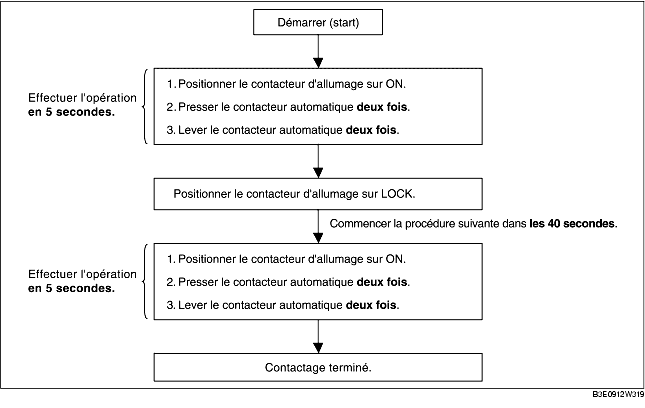 Démarrer (start)
Effectuer l'opération
en 5 secondes.
1. Positionner le contacteur d'allumage sur ON.
2. Presser le contacteur automatique deux fois.
3. Lever le contacteur automatique deux fois.
Positionner le contacteur d'allumage sur LOCK.
Commencer la procédure suivante dans les 40 secondes.
Effectuer l'opération
en 5 secondes.
1. Positionner le contacteur d'allumage sur ON.
2. Presser le contacteur automatique deux fois.
3. Lever le contacteur automatique deux fois.
Contactage terminé.
B3E0912W319